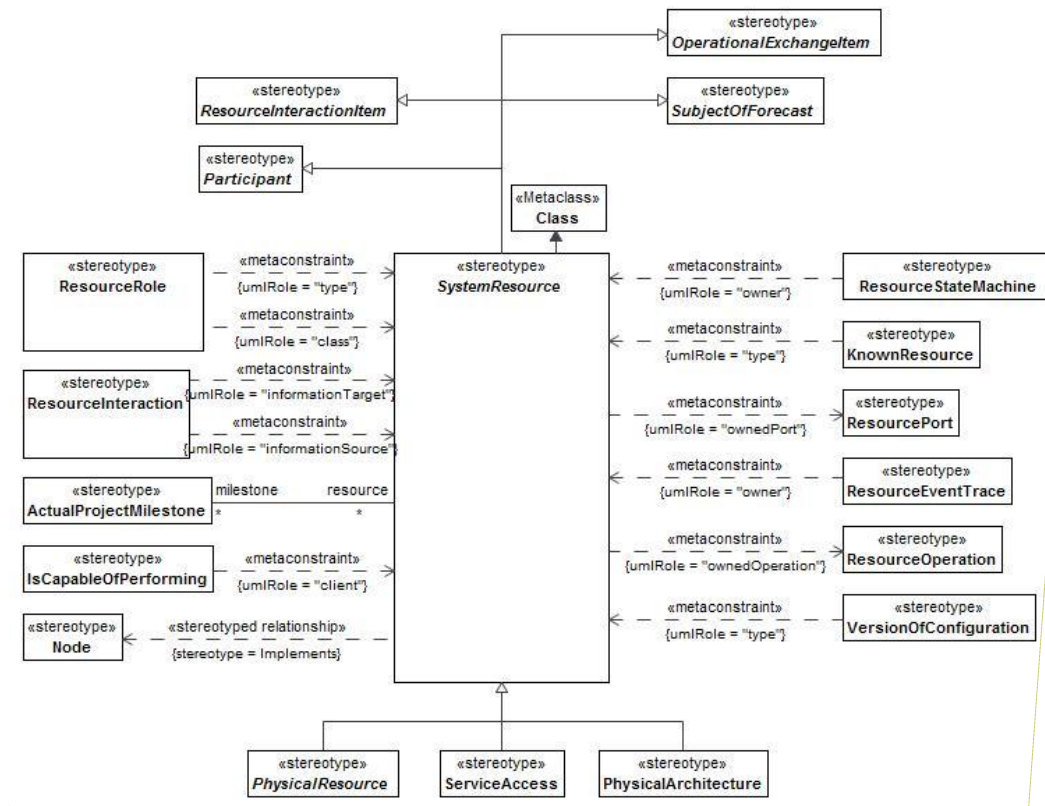 «stereotype»
OperationalExchangeItem
«stereotype»
ResourceInteractionItem
«stereotype»
SubjectOfForecast
«stereotype»
Participant
«Metaclass»
Class
«stereotype»
ResourceRole
«metaconstraint»
{umlRole = "type"}
«metaconstraint»
{umlRole = "class"}
«stereotype»
SystemResource
«metaconstraint»
{umlRole = "owner"}
«stereotype»
ResourceStateMachine
«metaconstraint»
{umlRole = "type"}
«stereotype»
KnownResource
«stereotype»
ResourceInteraction
«metaconstraint»
{umlRole = "informationTarget"}
«metaconstraint»
{umlRole = "informationSource"}
«metaconstraint»
{umlRole = "ownedPort"}
«stereotype»
ResourcePort
«stereotype»
ActualProjectMilestone
milestone
resource
*
*
«metaconstraint»
{umlRole = "owner"}
«stereotype»
ResourceEventTrace
«stereotype»
IsCapableOfPerforming
«metaconstraint»
{umlRole = "client"}
«metaconstraint»
{umlRole = "ownedOperation"}
«stereotype»
ResourceOperation
«stereotype»
Node
«stereotyped relationship»
{stereotype = Implements}
«metaconstraint»
{umlRole = "type"}
«stereotype»
VersionOfConfiguration
«stereotype»
PhysicalResource
«stereotype»
ServiceAccess
«stereotype»
PhysicalArchitecture